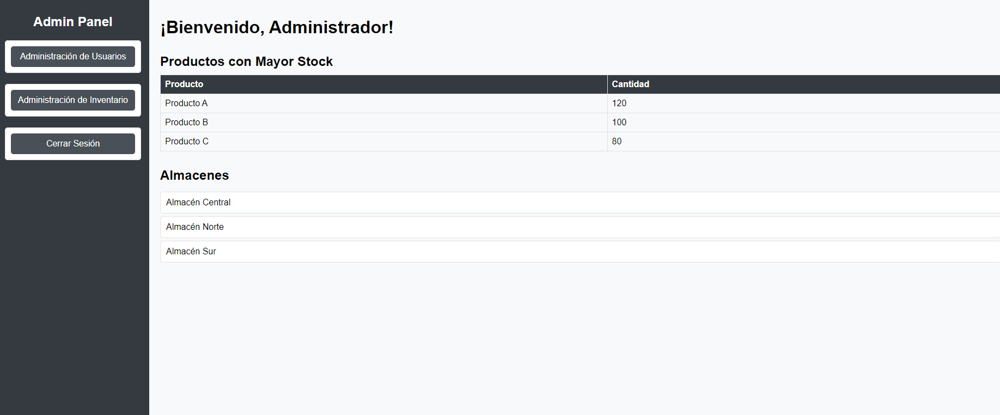 Admin Panel
Administración de Usuarios
Administración de Inventario
Cerrar Sesión
¡Bienvenido, Administrador!
Productos con Mayor Stock
Producto Cantidad
Producto A 120
Producto B 100
Producto C 80
Almacenes
Almacén Central
Almacén Norte
Almacén Sur